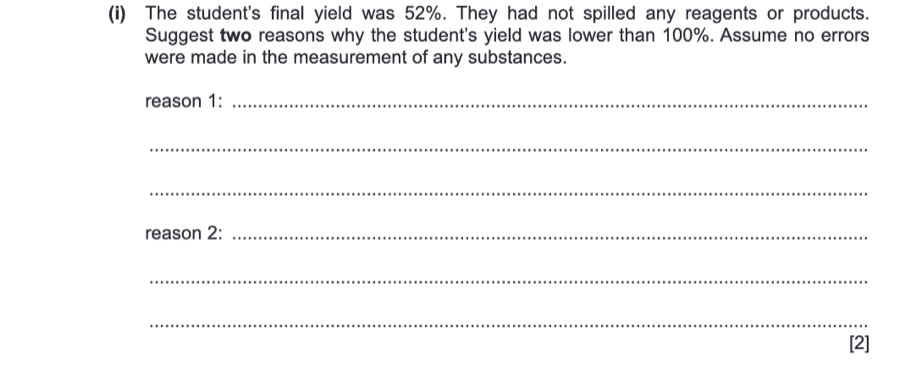 (i) The student's final yield was 52%. They had not spilled any reagents or products.
Suggest two reasons why the student's yield was lower than 100%. Assume no errors
were made in the measurement of any substances.
reason 1: ................................................................
................................................................
................................................................
reason 2: ................................................................
................................................................
................................................................
[2]